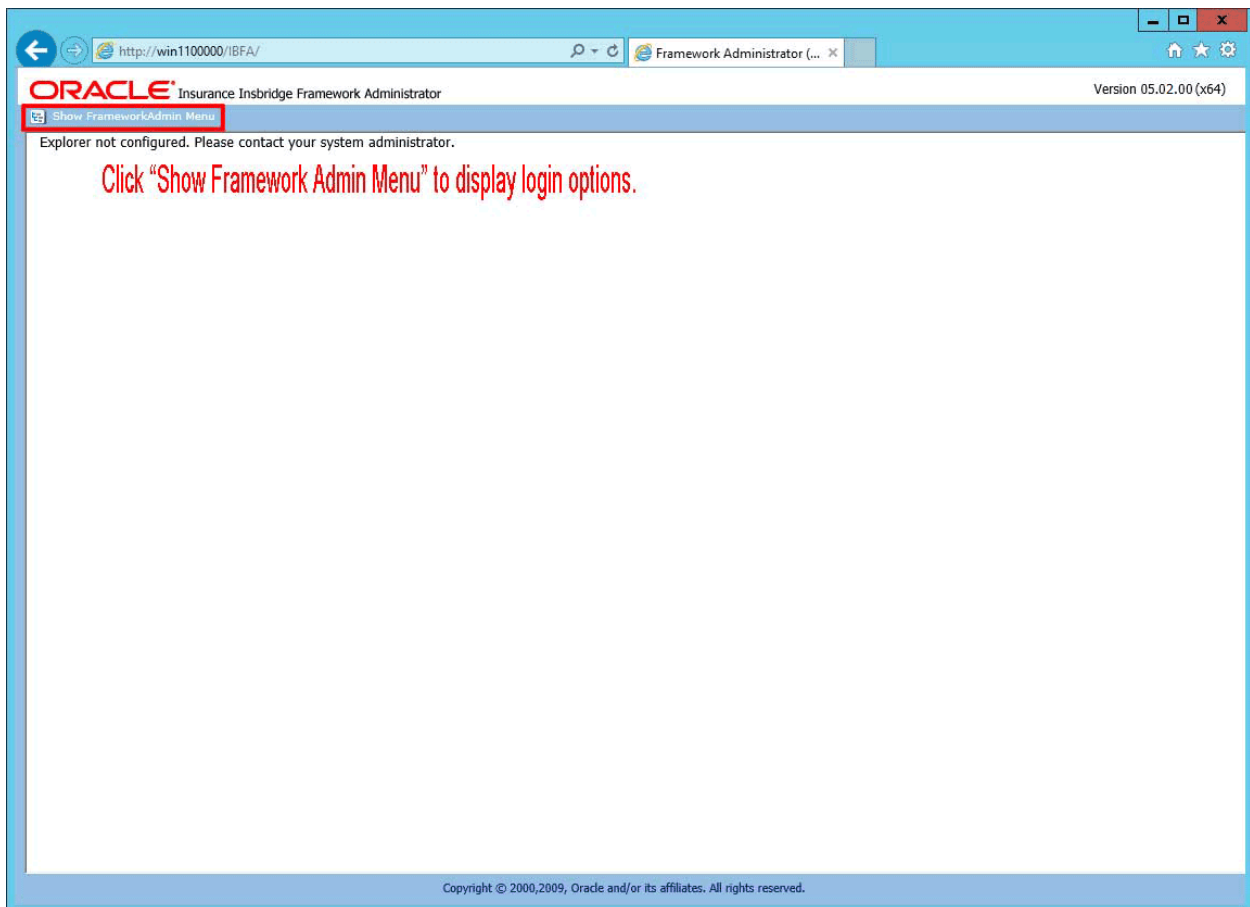 http://win1100000/IBFA/
Framework Administrator (...
ORACLE Insurance Insbridge Framework Administrator
Version 05.02.00 (x64)
Show FrameworkAdmin Menu
Explorer not configured. Please contact your system administrator.
Click “Show Framework Admin Menu” to display login options.
Copyright © 2000,2009, Oracle and/or its affiliates. All rights reserved.